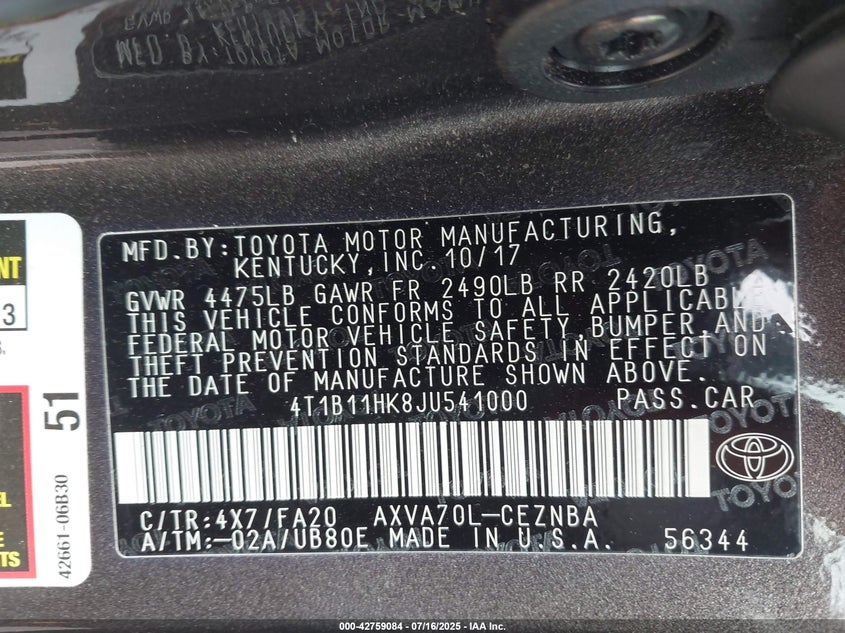 MFD.BY:TOYOTA MOTOR MANUFACTURING,
KENTUCKY,INC. 10/17
GVWR 4475LB GAWR FR 2490LB RR 2420LB
THIS VEHICLE CONFORMS TO ALL APPLICABLE
FEDERAL MOTOR VEHICLE SAFETY,BUMPER,AND
THEFT PREVENTION STANDARDS IN EFFECT ON
THE DATE OF MANUFACTURE SHOWN ABOVE.
4T1B11HK8JU541000 PASS.CAR
C/TR:4X7/FA20 AXVA70L-CEZNBA
A/TM:-02A/UB80E MADE IN U.S.A. 56344
51
42661-06B30
000-42759084 - 07/16/2025 - IAA Inc.